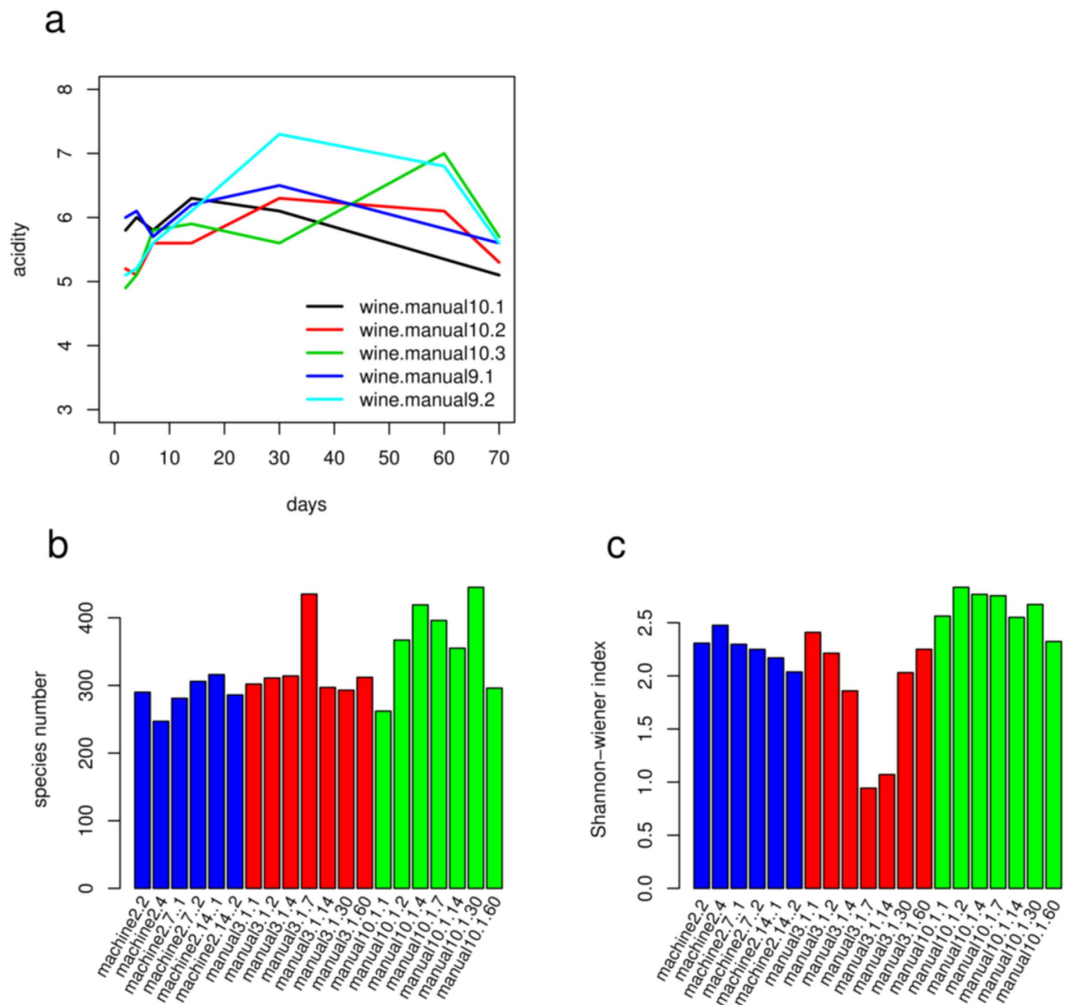 a
8
7
6
5
4
3
acidity
wine.manual10.1
wine.manual10.2
wine.manual10.3
wine.manual9.1
wine.manual9.2
0 10 20 30 40 50 60 70
days
b
400
300
200
100
0
species number
machine2.2
machine2.4
machine2.7..1
machine2.7..2
machine2.14..1
machine2.14..2
manual3.1.1
manual3.1.2
manual3.1.4
manual3.1.7
manual3.1.14
manual3.1.30
manual3.1.60
manual10.1.1
manual10.1.2
manual10.1.4
manual10.1.7
manual10.1.14
manual10.1.30
manual10.1.60
c
2.5
2.0
1.5
1.0
0.5
0.0
Shannon−wiener index
machine2.2
machine2.4
machine2.7..1
machine2.7..2
machine2.14..1
machine2.14..2
manual3.1.1
manual3.1.2
manual3.1.4
manual3.1.7
manual3.1.14
manual3.1.30
manual3.1.60
manual10.1.1
manual10.1.2
manual10.1.4
manual10.1.7
manual10.1.14
manual10.1.30
manual10.1.60